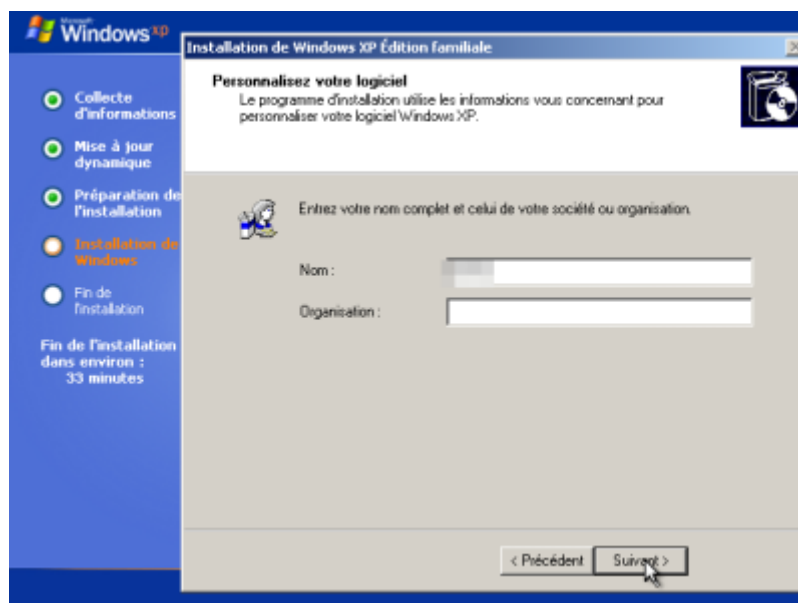 Microsoft
Windows xp
Installation de Windows XP Édition familiale
Personnalisez votre logiciel
Le programme d'installation utilise les informations vous concernant pour
personnaliser votre logiciel Windows XP.
Collecte
d'informations
Mise à jour
dynamique
Préparation de
l'installation
Installation de
Windows
Fin de
l'installation
Fin de l'installation
dans environ :
33 minutes
Entrez votre nom complet et celui de votre société ou organisation.
Nom :
Organisation :
< Précédent
Suivant >